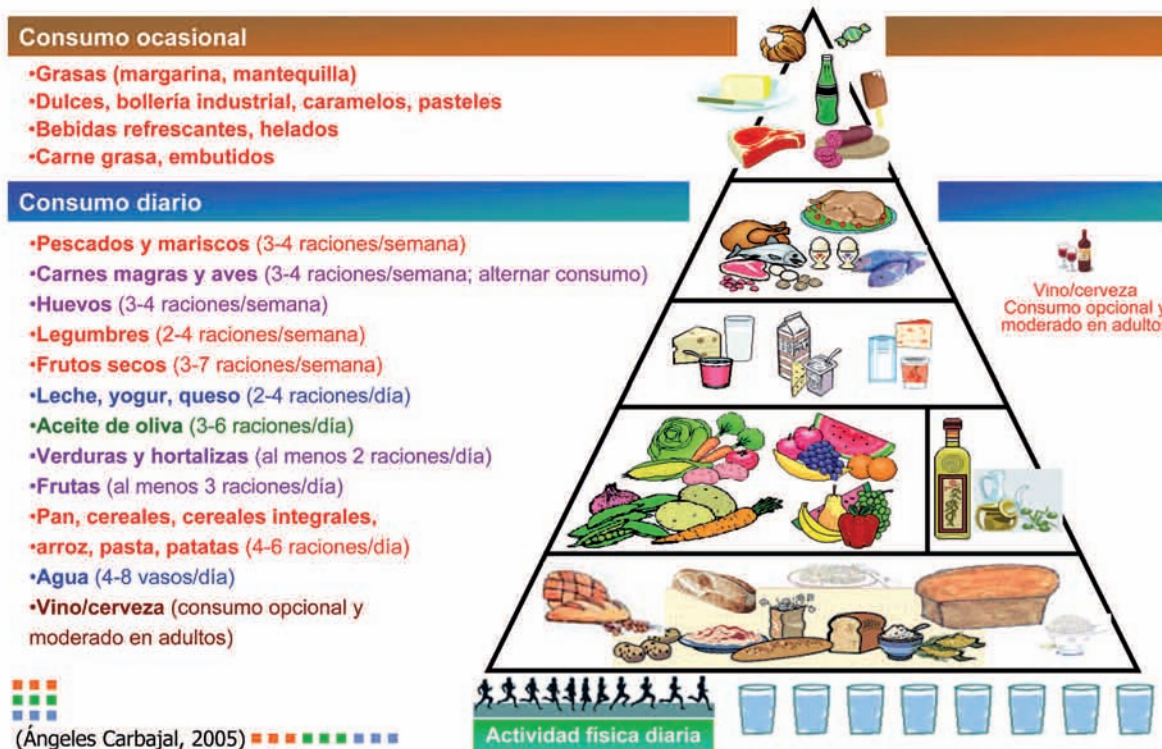 Consumo ocasional
•Grasas (margarina, mantequilla)
•Dulces, bollería industrial, caramelos, pasteles
•Bebidas refrescantes, helados
•Carne grasa, embutidos
Consumo diario
•Pescados y mariscos (3-4 raciones/semana)
•Carnes magras y aves (3-4 raciones/semana; alternar consumo)
•Huevos (3-4 raciones/semana)
•Legumbres (2-4 raciones/semana)
•Frutos secos (3-7 raciones/semana)
•Leche, yogur, queso (2-4 raciones/día)
•Aceite de oliva (3-6 raciones/día)
•Verduras y hortalizas (al menos 2 raciones/día)
•Frutas (al menos 3 raciones/día)
•Pan, cereales, cereales integrales,
•arroz, pasta, patatas (4-6 raciones/día)
•Agua (4-8 vasos/día)
•Vino/cerveza (consumo opcional y
moderado en adultos)
Vino/cerveza
Consumo opcional y
moderado en adultos
(Ángeles Carbajal, 2005)
Actividad física diaria